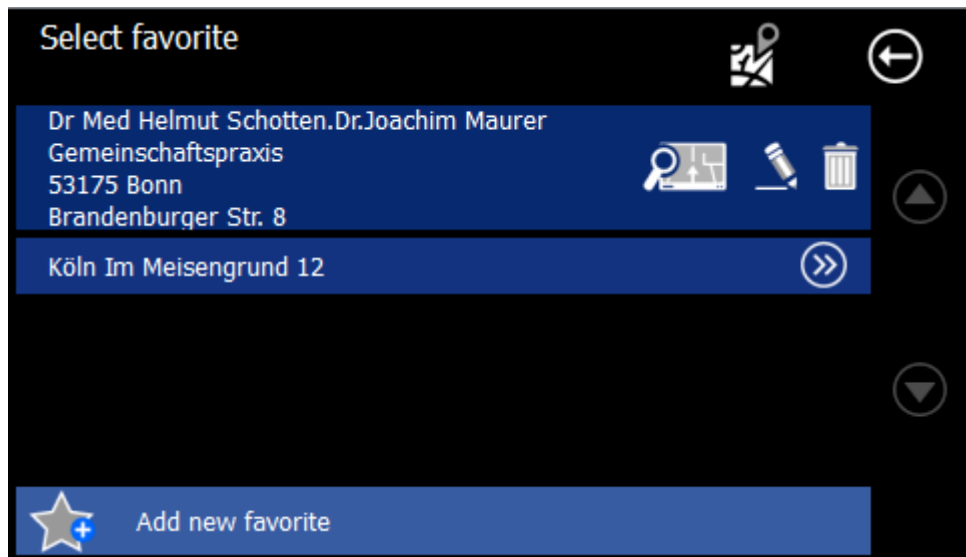 Select favorite
Dr Med Helmut Schotten.Dr.Joachim Maurer
Gemeinschaftspraxis
53175 Bonn
Brandenburger Str. 8
Köln Im Meisengrund 12
Add new favorite